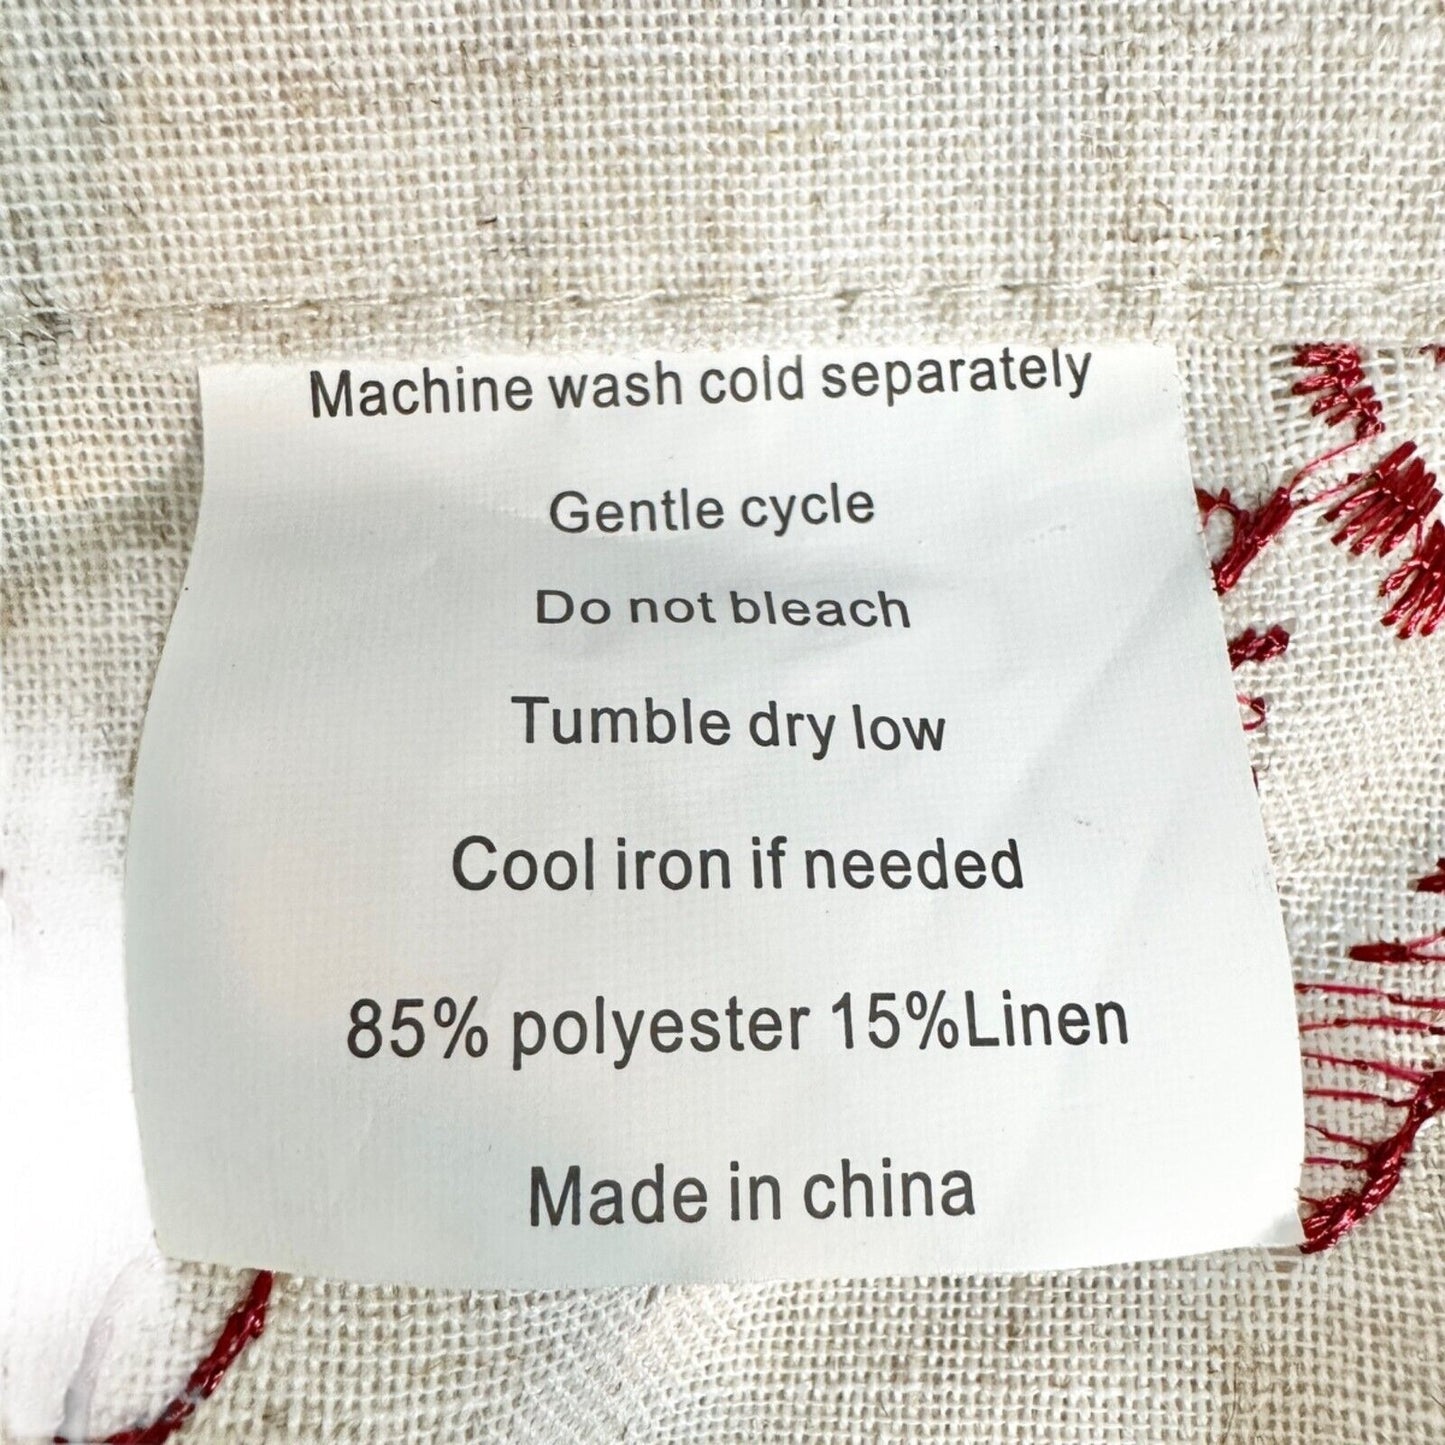 Machine wash cold separately
Gentle cycle
Do not bleach
Tumble dry low
Cool iron if needed
85% polyester 15%Linen
Made in china